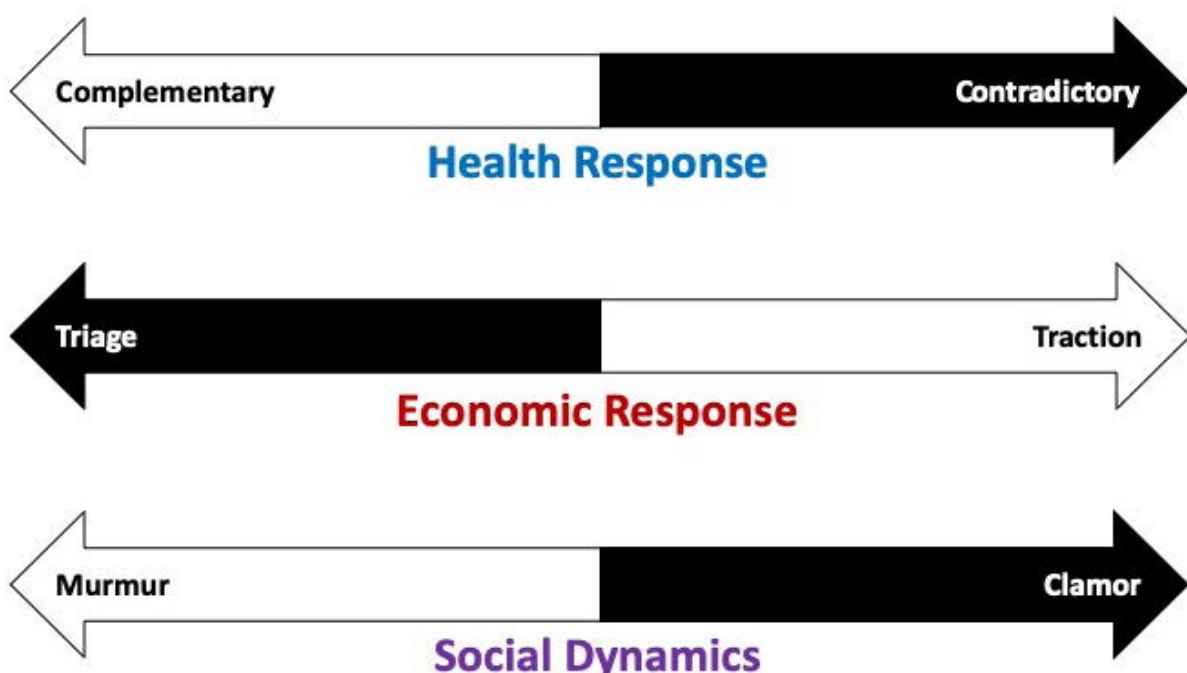 Complementary Contradictory
Health Response
Triage Traction
Economic Response
Murmur Clamor
Social Dynamics